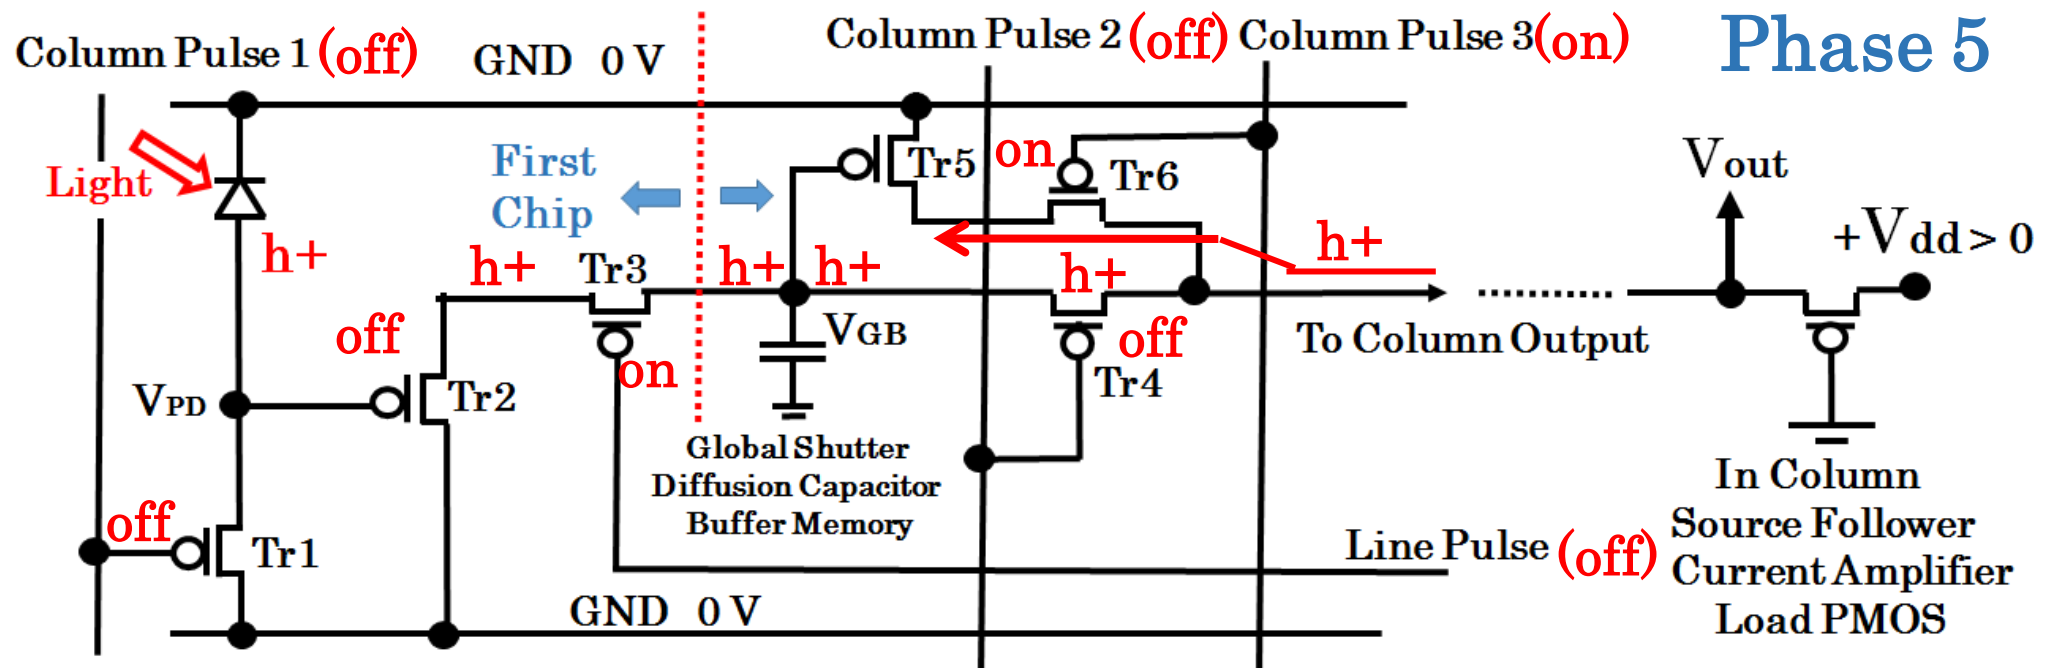 Column Pulse 1 (off)
GND 0 V
Column Pulse 2 (off)
Column Pulse 3 (on)
Phase 5
Light
First
Chip
Tr5
on
Tr6
Vout
+Vdd > 0
h+
h+
Tr3
h+
h+
h+
h+
off
on
VGB
off
To Column Output
VPD
Tr2
Tr4
Global Shutter
Diffusion Capacitor
Buffer Memory
In Column
Source Follower
Current Amplifier
Load PMOS
off
Tr1
Line Pulse (off)
GND 0 V